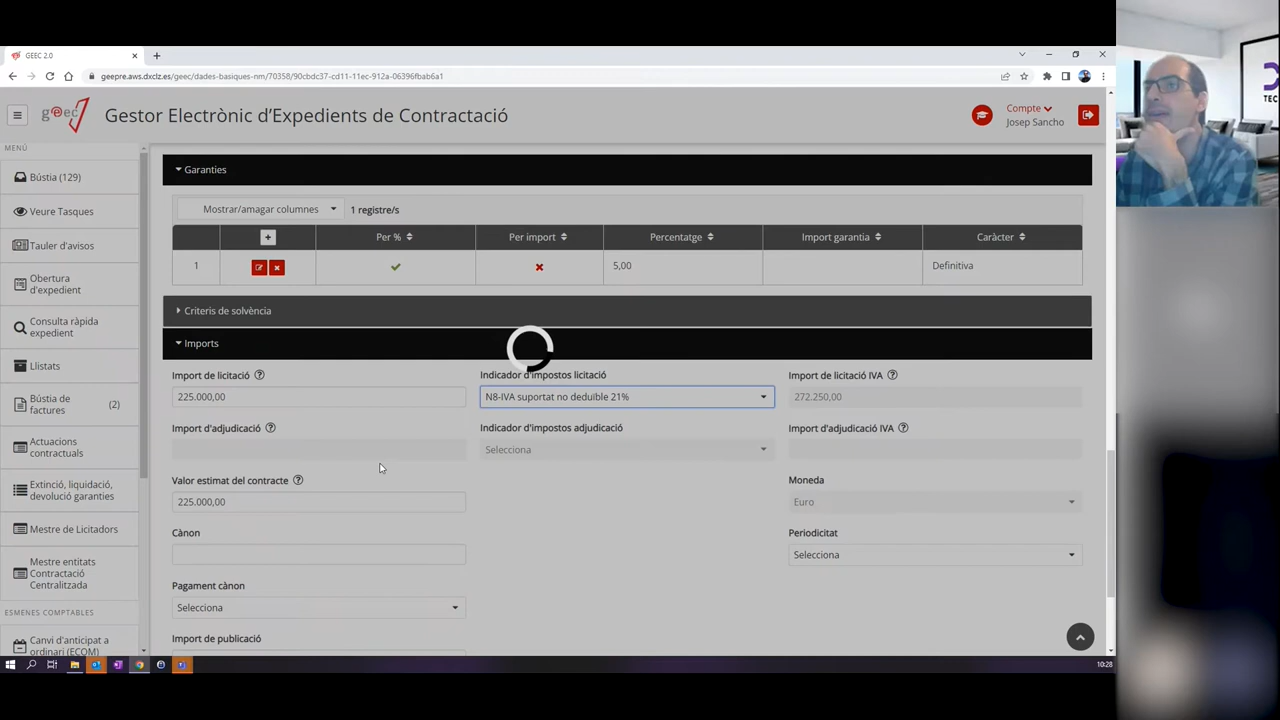 GEEC 2.0
geepre.aws.dxclz.es/geec/dades-basiques-nm/70358/90cbdc37-cd11-11ec-912a-06396fbab6a1
geec
Gestor Electrònic d'Expedients de Contractació
Compte
Josep Sancho
MENÚ
Bústia (129)
Veure Tasques
Tauler d'avisos
Obertura
d'expedient
Consulta ràpida
expedient
Llistats
Bústia de
factures
(2)
Actuacions
contractuals
Extinció, liquidació,
devolució garanties
Mestre de Licitadors
Mestre entitats
Contractació
Centralitzada
ESMENES COMPTABLES
Canvi d'anticipat a
ordinari (ECOM)
Garanties
Mostrar/amagar columnes
1 registre/s
+ Per % Per import Percentatge Import garantia Caràcter
1 5,00 Definitiva
Criteris de solvència
Imports
Import de licitació ? Indicador d'impostos licitació Import de licitació IVA ?
225.000,00 N8-IVA suportat no deduïble 21% 272.250,00
Import d'adjudicació ? Indicador d'impostos adjudicació Import d'adjudicació IVA ?
Selecciona
Valor estimat del contracte ? Moneda
225.000,00 Euro
Cànon Periodicitat
Selecciona
Pagament cànon
Selecciona
Import de publicació
10:28
TEC